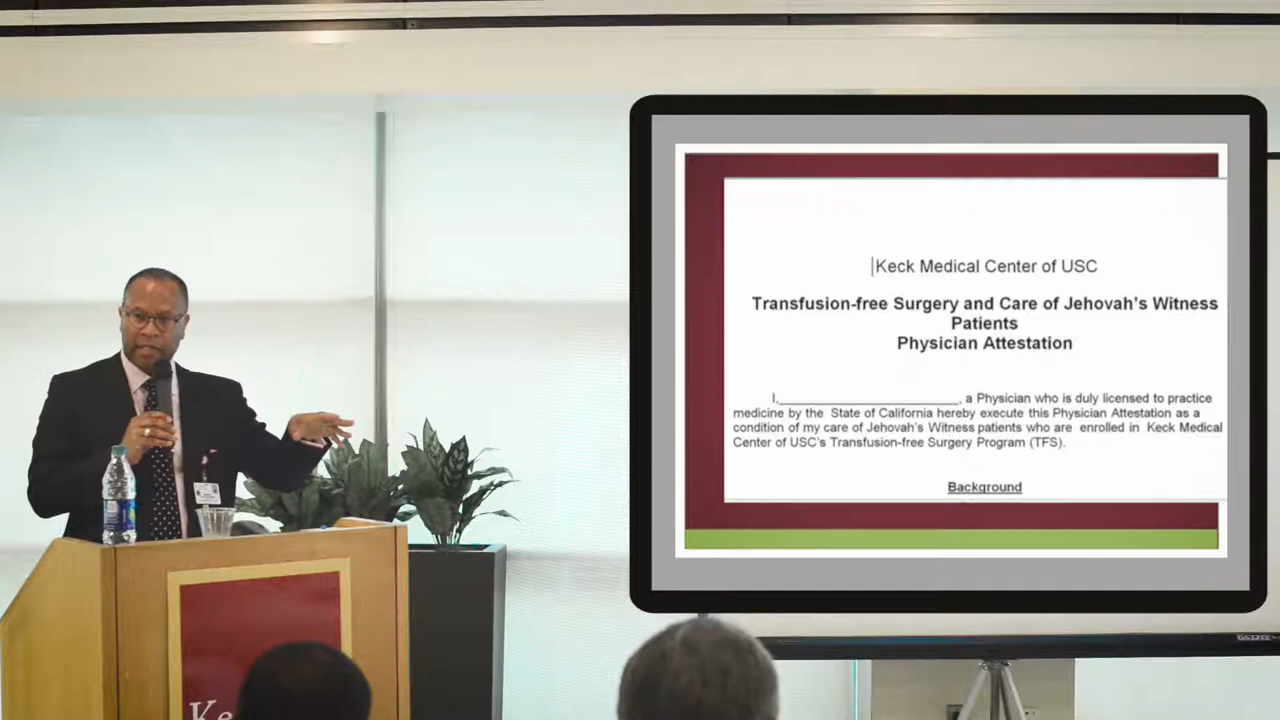 Keck Medical Center of USC
Transfusion-free Surgery and Care of Jehovah's Witness
Patients
Physician Attestation
I,__________________________, a Physician who is duly licensed to practice
medicine by the State of California hereby execute this Physician Attestation as a
condition of my care of Jehovah's Witness patients who are enrolled in Keck Medical
Center of USC's Transfusion-free Surgery Program (TFS).
Background
Ke